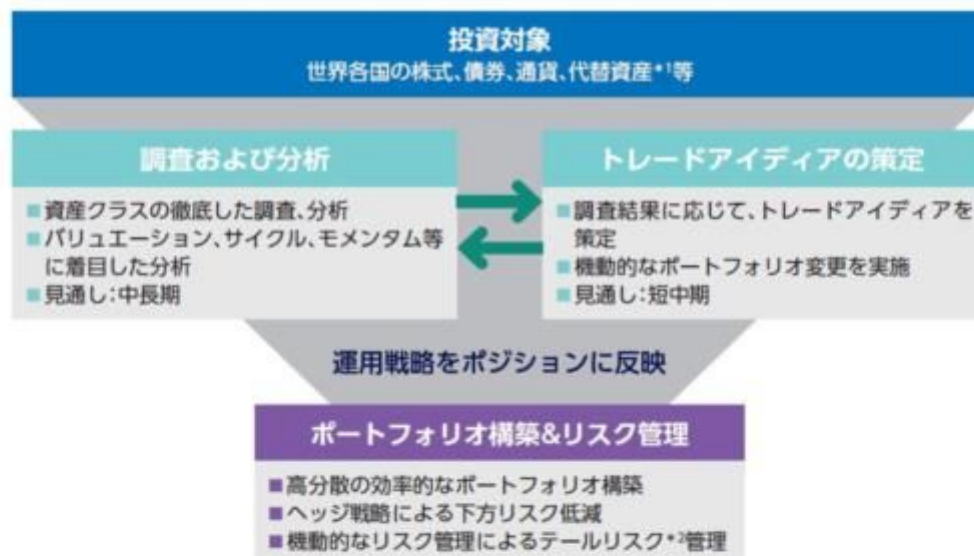 投資対象
世界各国の株式、債券、通貨、代替資産*1等
調査および分析
■資産クラスの徹底した調査、分析
■バリュエーション、サイクル、モメンタム等
に着目した分析
■見通し:中長期
トレードアイディアの策定
■調査結果に応じて、トレードアイディアを
策定
■機動的なポートフォリオ変更を実施
■見通し:短中期
運用戦略をポジションに反映
ポートフォリオ構築&リスク管理
■高分散の効率的なポートフォリオ構築
■ヘッジ戦略による下方リスク低減
■機動的なリスク管理によるテールリスク*2管理